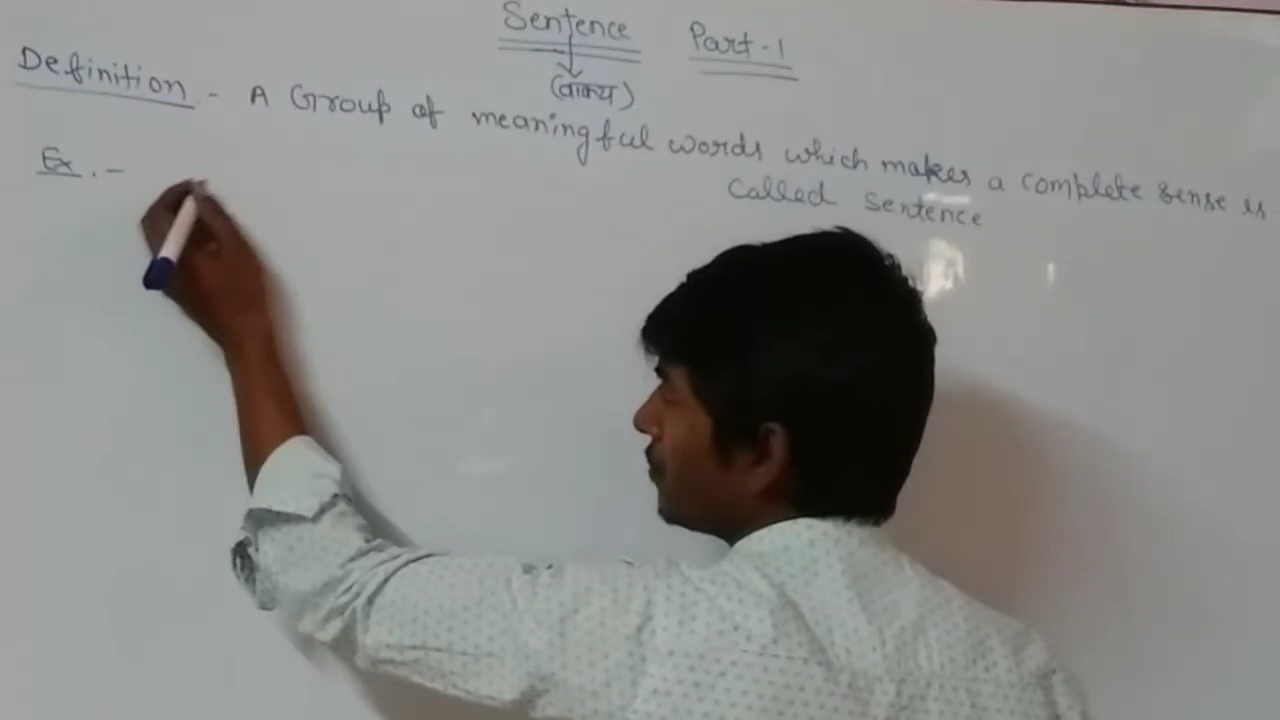 Sentence Part-1
(वाक्य)
Definition - A Group of meaningful words which makes a complete sense is
called Sentence
Ex. -